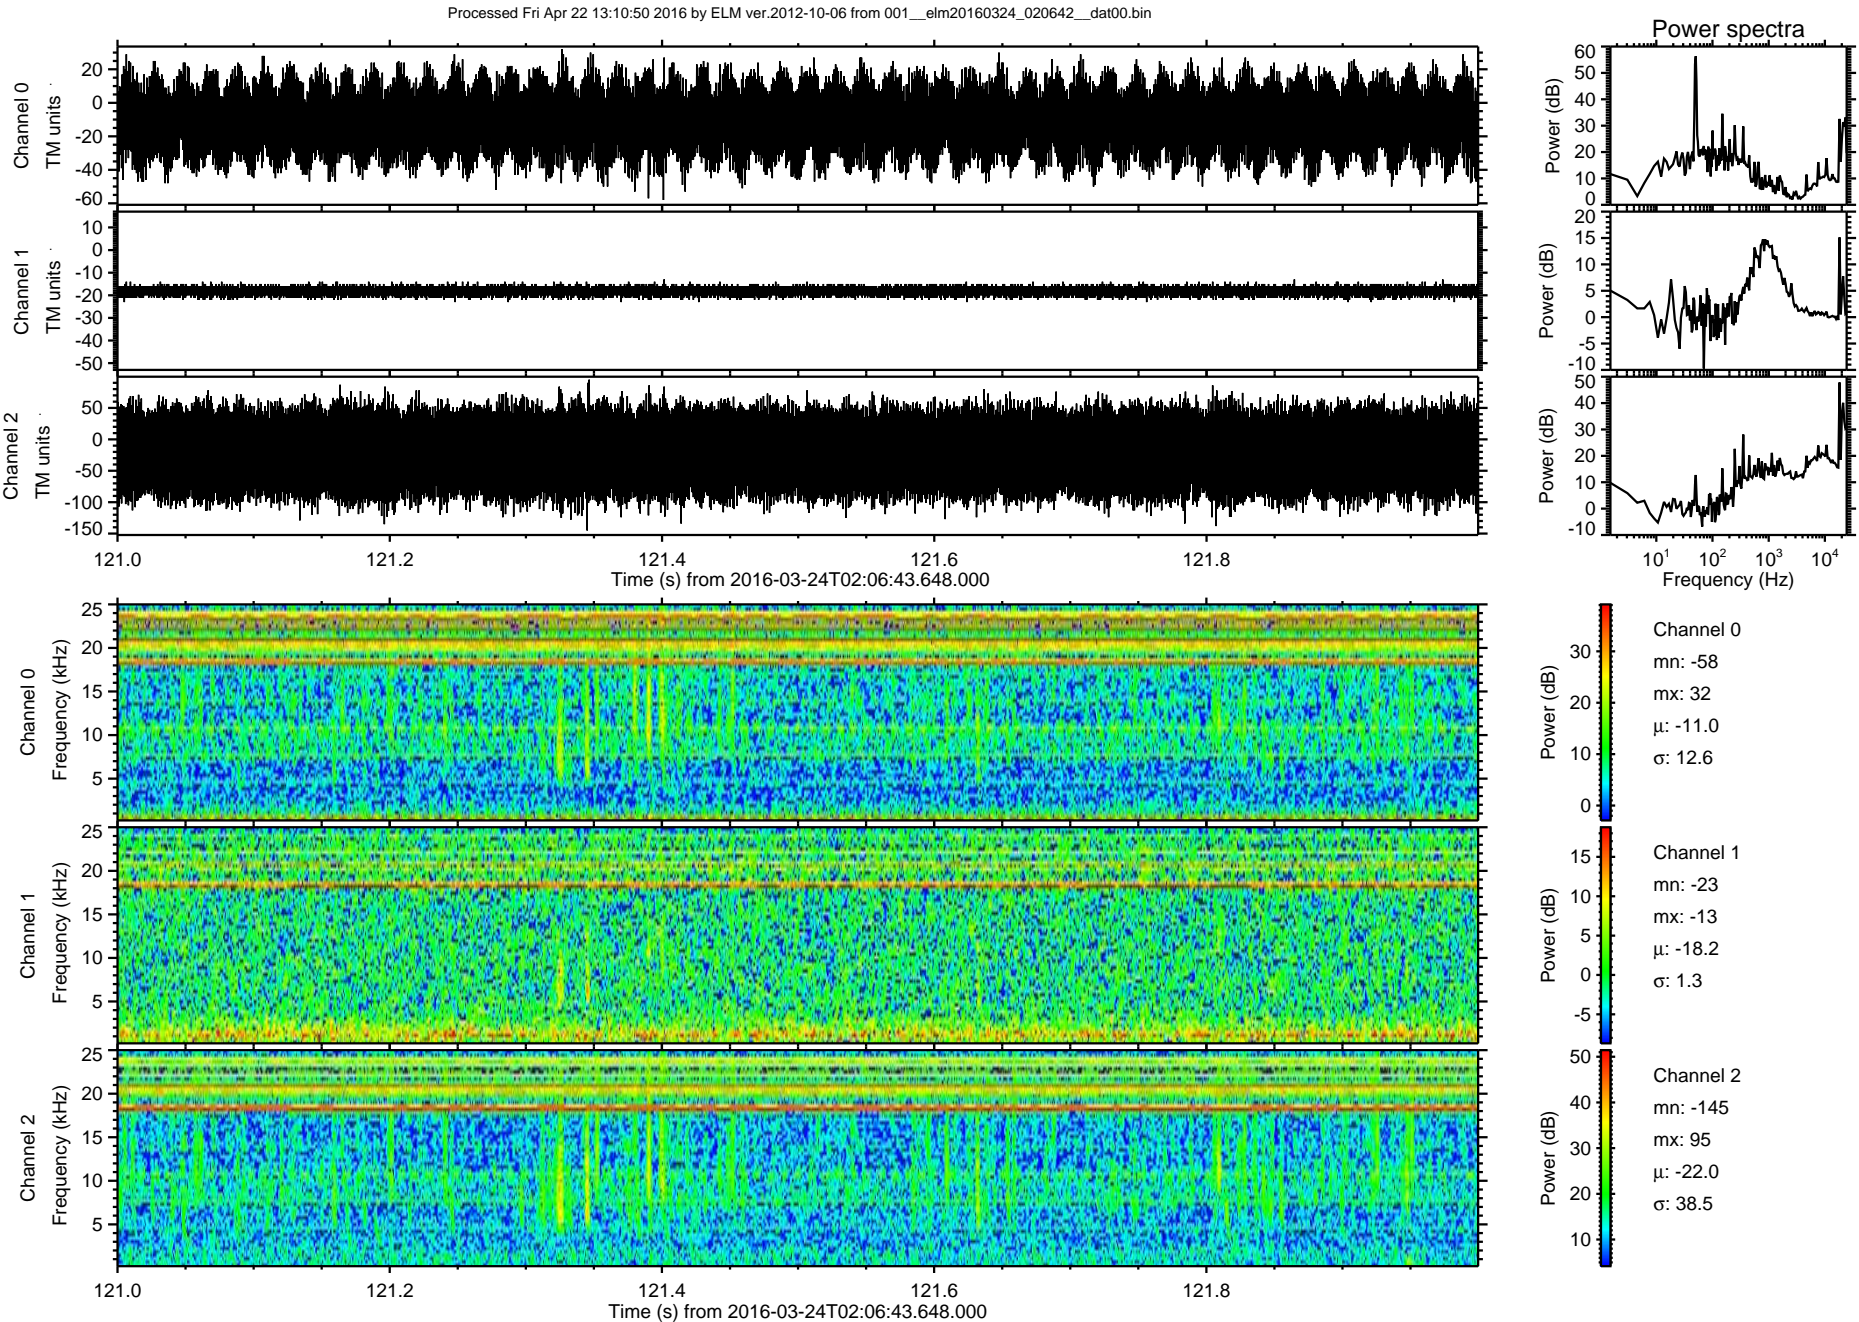 Processed Fri Apr 22 13:10:50 2016 by ELM ver.2012-10-06 from 001__elm20160324_020642__dat00.bin
Power spectra
Channel 0
TM units
20
0
-20
-40
-60
Power (dB)
60
50
40
30
20
10
0
Channel 1
TM units
10
0
-10
-20
-30
-40
-50
Power (dB)
20
15
10
5
0
-5
-10
Channel 2
TM units
50
0
-50
-100
-150
Power (dB)
50
40
30
20
10
0
-10
121.0 121.2 121.4 121.6 121.8
Time (s) from 2016-03-24T02:06:43.648.000
10^1 10^2 10^3 10^4
Frequency (Hz)
Channel 0
Frequency (kHz)
25
20
15
10
5
Power (dB)
30
20
10
0
Channel 0
mn: -58
mx: 32
µ: -11.0
σ: 12.6
Channel 1
Frequency (kHz)
25
20
15
10
5
Power (dB)
15
10
5
0
-5
Channel 1
mn: -23
mx: -13
µ: -18.2
σ: 1.3
Channel 2
Frequency (kHz)
25
20
15
10
5
Power (dB)
50
40
30
20
10
Channel 2
mn: -145
mx: 95
µ: -22.0
σ: 38.5
121.0 121.2 121.4 121.6 121.8
Time (s) from 2016-03-24T02:06:43.648.000